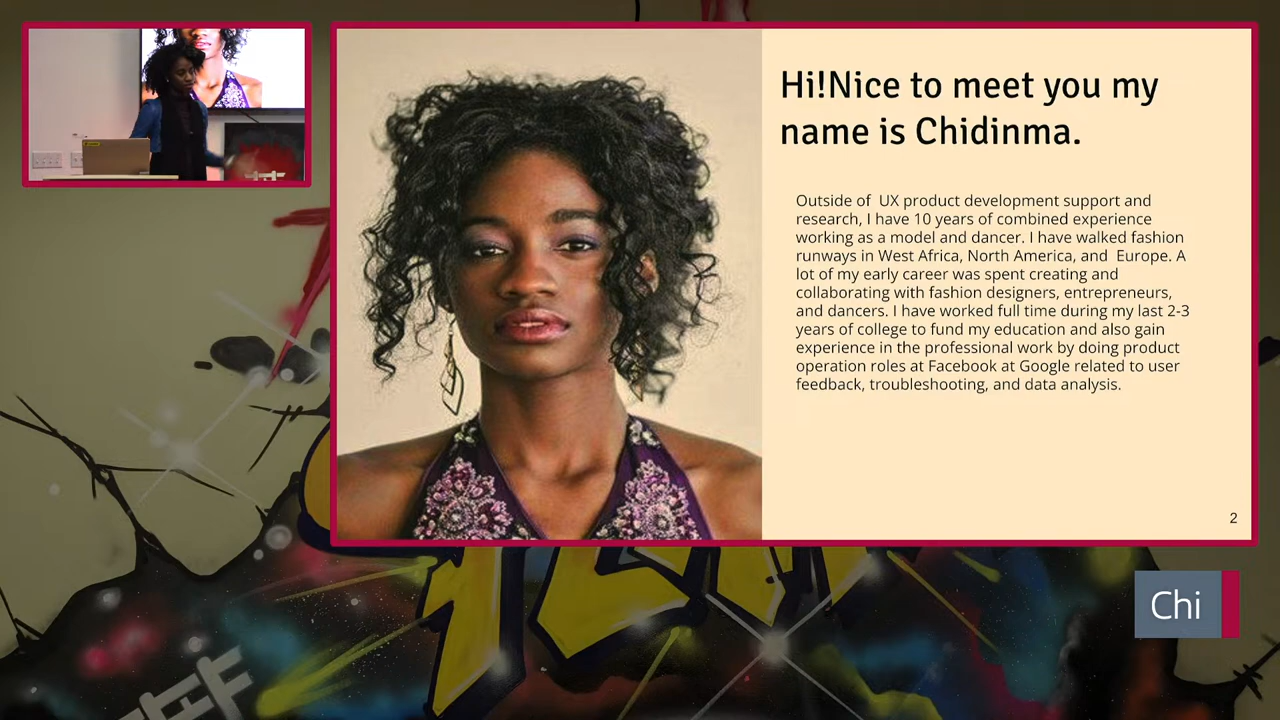 Hi!Nice to meet you my
name is Chidinma.
Outside of  UX product development support and
research, I have 10 years of combined experience
working as a model and dancer. I have walked fashion
runways in West Africa, North America, and  Europe. A
lot of my early career was spent creating and
collaborating with fashion designers, entrepreneurs,
and dancers. I have worked full time during my last 2-3
years of college to fund my education and also gain
experience in the professional work by doing product
operation roles at Facebook at Google related to user
feedback, troubleshooting, and data analysis.
2
Chi